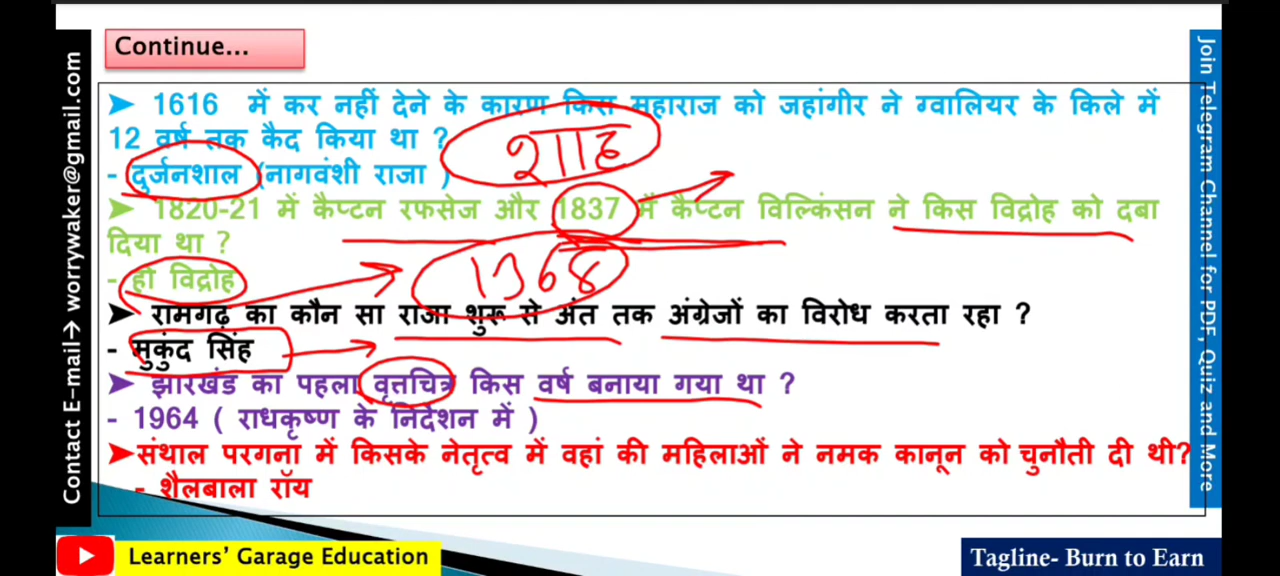 Continue...
➤ 1616 में कर नहीं देने के कारण किस महाराज को जहांगीर ने ग्वालियर के किले में
12 वर्ष तक कैद किया था ?
- दुर्जनशाल (नागवंशी राजा )
शाह
➤ 1820-21 में कैप्टन रफसेज और 1837 में कैप्टन विल्किंसन ने किस विद्रोह को दबा
दिया था ?
- हो विद्रोह
1368
➤ रामगढ़ का कौन सा राजा शुरू से अंत तक अंग्रेजों का विरोध करता रहा ?
- मुकुंद सिंह
➤ झारखंड का पहला वृत्तचित्र किस वर्ष बनाया गया था ?
- 1964 ( राधकृष्ण के निर्देशन में )
➤संथाल परगना में किसके नेतृत्व में वहां की महिलाओं ने नमक कानून को चुनौती दी थी?
- शैलबाला रॉय
Contact E-mail→ worrywaker@gmail.com
Join Telegram Channel for PDF, Quiz and More
Learners’ Garage Education
Tagline- Burn to Earn